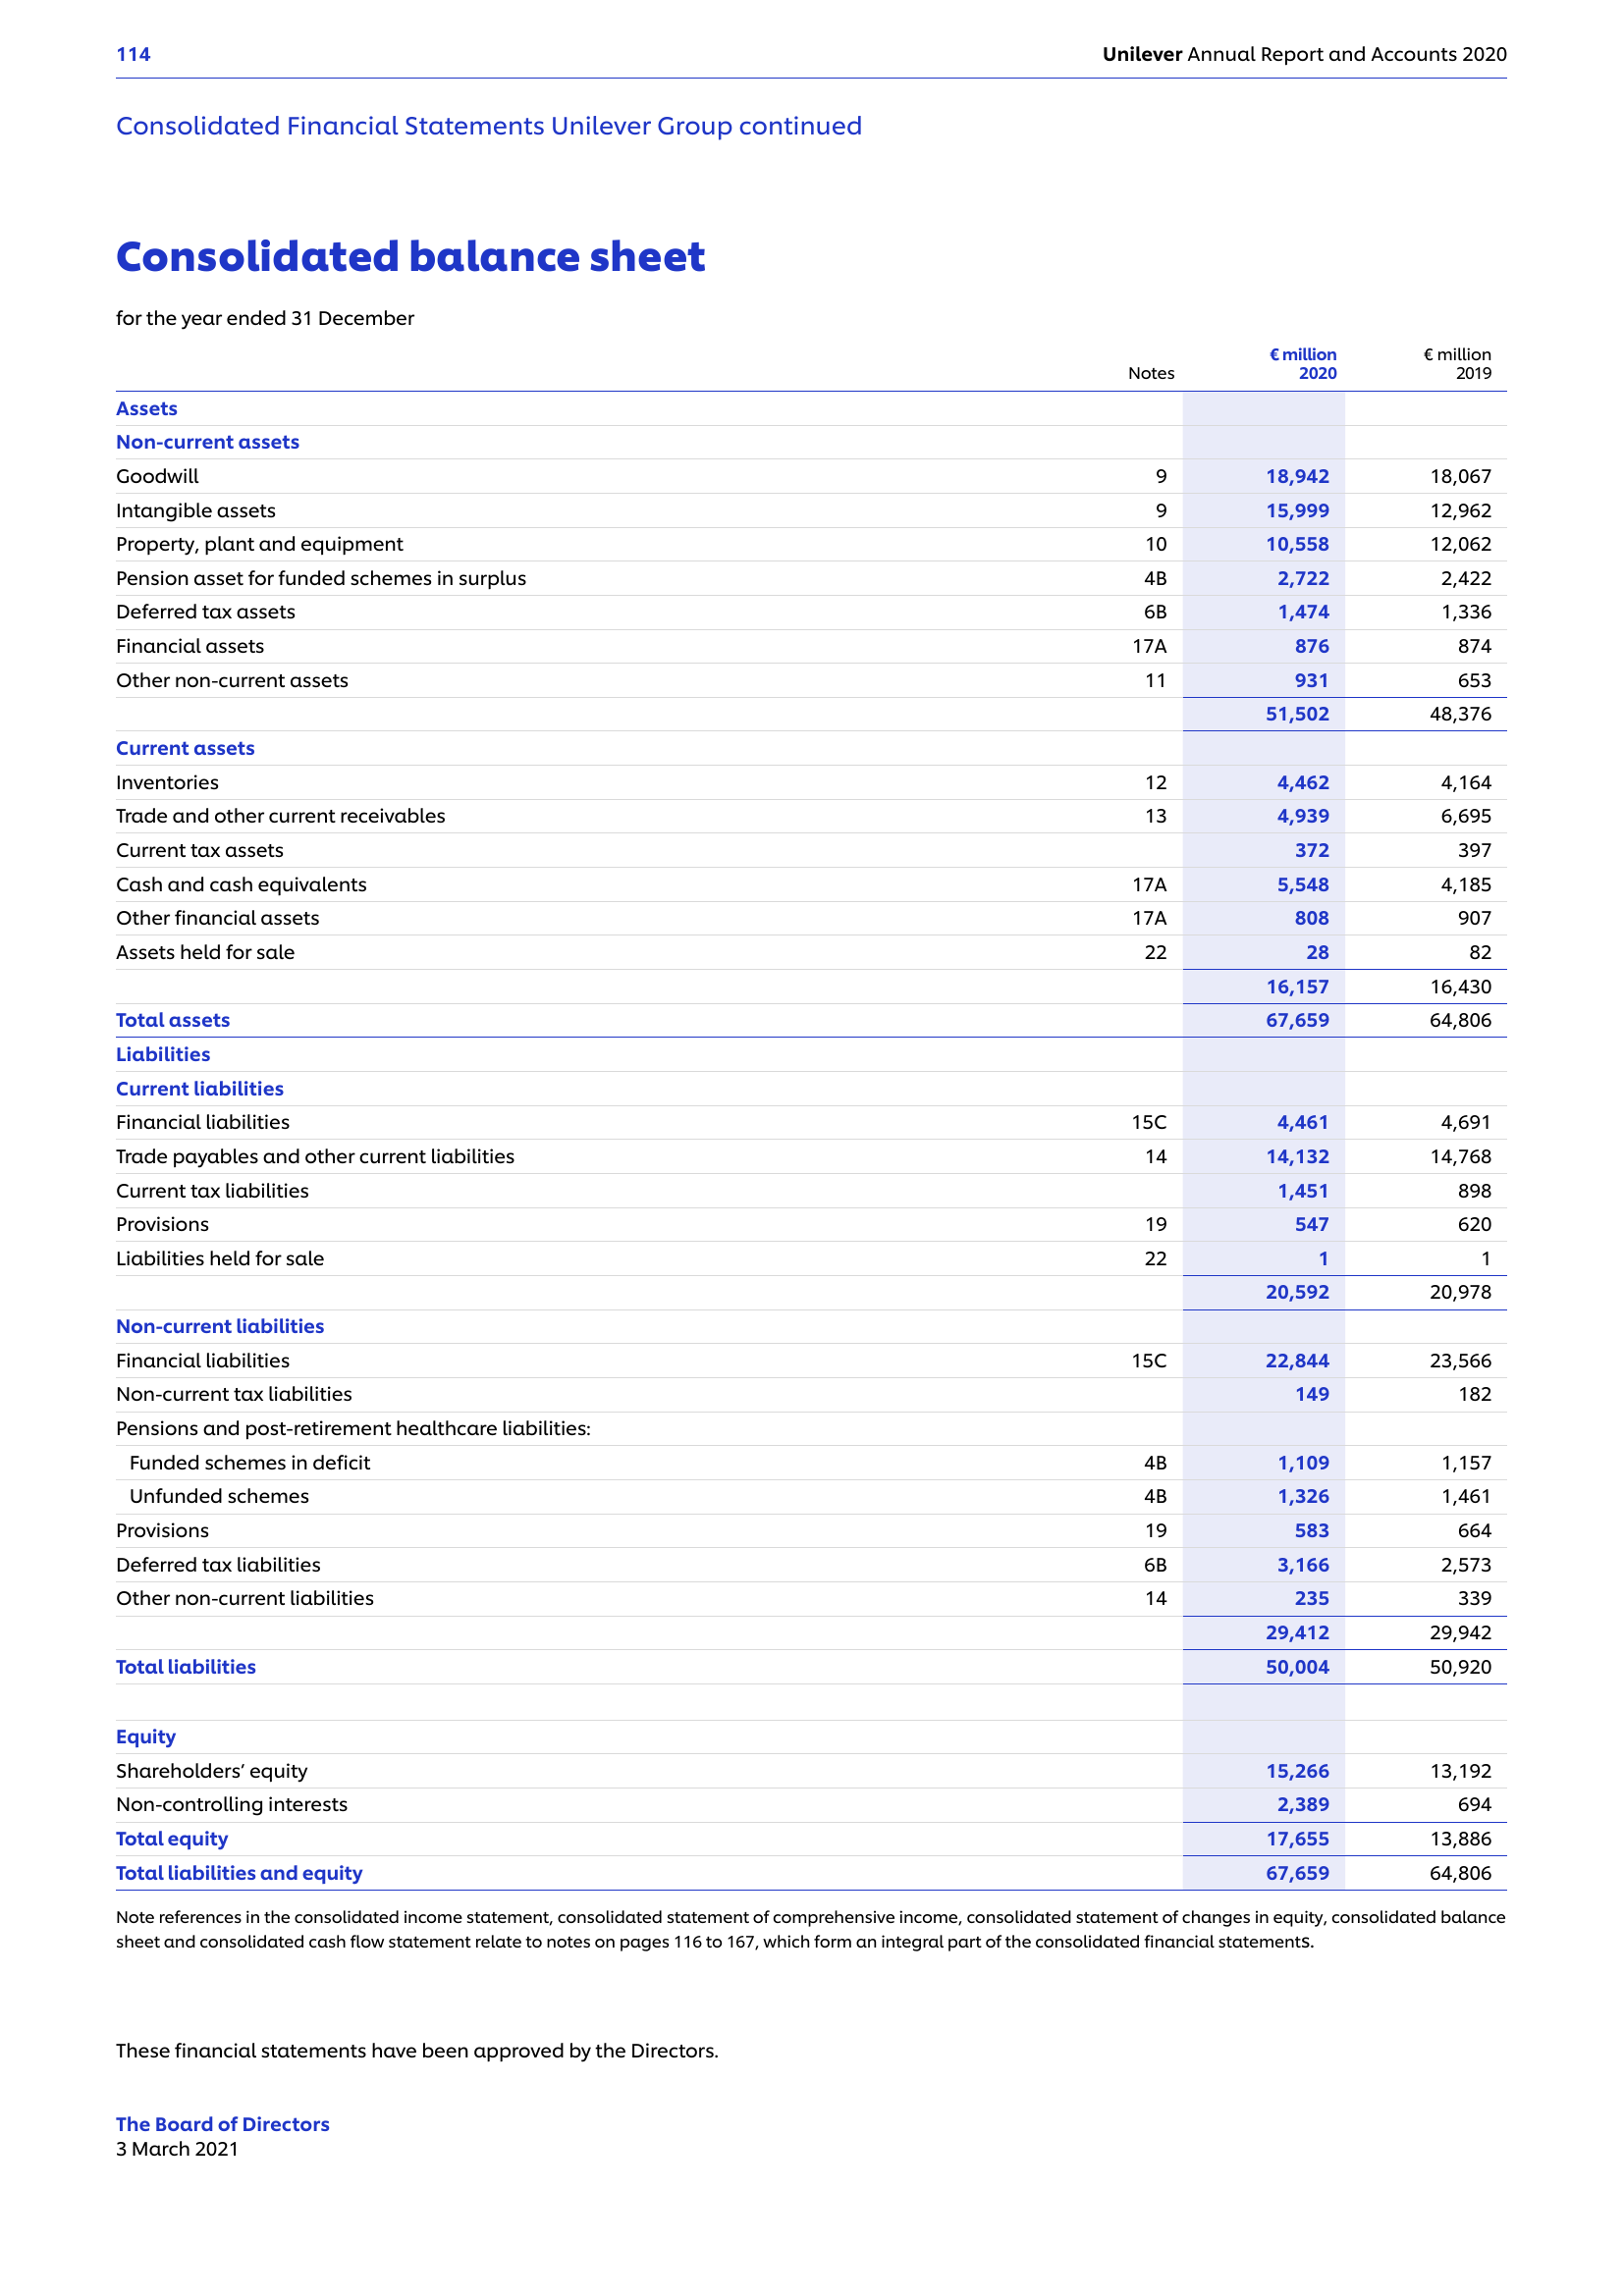 114
Unilever Annual Report and Accounts 2020
Consolidated Financial Statements Unilever Group continued
Consolidated balance sheet
for the year ended 31 December
Notes € million 2020 € million 2019
Assets
Non-current assets
Goodwill 9 18,942 18,067
Intangible assets 9 15,999 12,962
Property, plant and equipment 10 10,558 12,062
Pension asset for funded schemes in surplus 4B 2,722 2,422
Deferred tax assets 6B 1,474 1,336
Financial assets 17A 876 874
Other non-current assets 11 931 653
51,502 48,376
Current assets
Inventories 12 4,462 4,164
Trade and other current receivables 13 4,939 6,695
Current tax assets 372 397
Cash and cash equivalents 17A 5,548 4,185
Other financial assets 17A 808 907
Assets held for sale 22 28 82
16,157 16,430
Total assets 67,659 64,806
Liabilities
Current liabilities
Financial liabilities 15C 4,461 4,691
Trade payables and other current liabilities 14 14,132 14,768
Current tax liabilities 1,451 898
Provisions 19 547 620
Liabilities held for sale 22 1 1
20,592 20,978
Non-current liabilities
Financial liabilities 15C 22,844 23,566
Non-current tax liabilities 149 182
Pensions and post-retirement healthcare liabilities:
Funded schemes in deficit 4B 1,109 1,157
Unfunded schemes 4B 1,326 1,461
Provisions 19 583 664
Deferred tax liabilities 6B 3,166 2,573
Other non-current liabilities 14 235 339
29,412 29,942
Total liabilities 50,004 50,920
Equity
Shareholders’ equity 15,266 13,192
Non-controlling interests 2,389 694
Total equity 17,655 13,886
Total liabilities and equity 67,659 64,806
Note references in the consolidated income statement, consolidated statement of comprehensive income, consolidated statement of changes in equity, consolidated balance
sheet and consolidated cash flow statement relate to notes on pages 116 to 167, which form an integral part of the consolidated financial statements.
These financial statements have been approved by the Directors.
The Board of Directors
3 March 2021